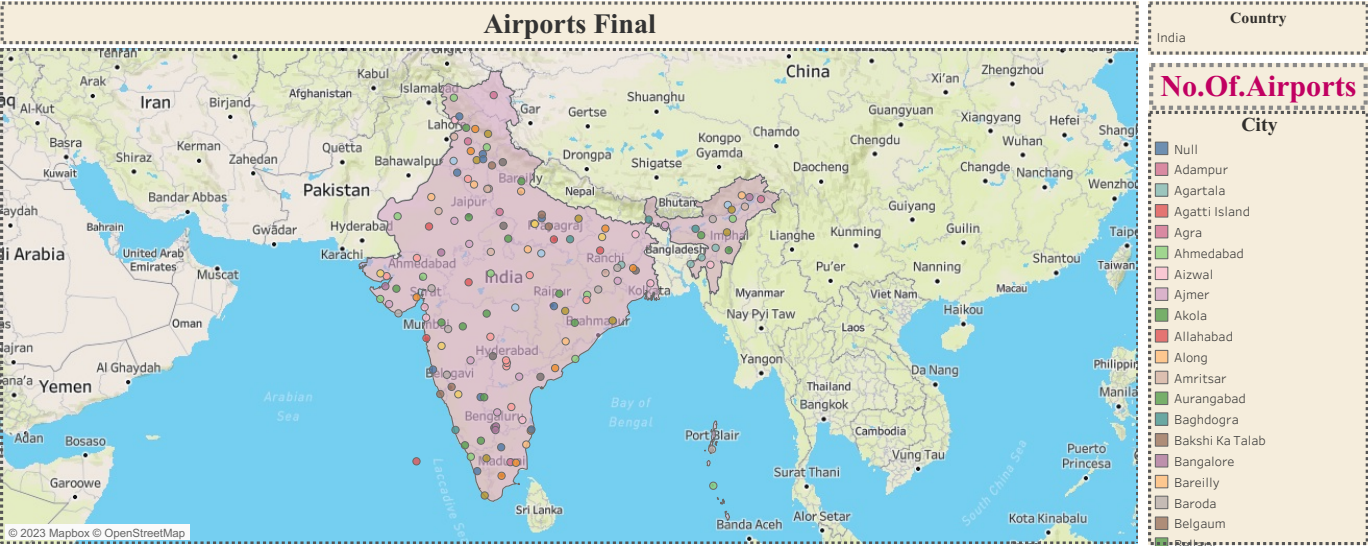 Airports Final
Country
India
No.Of.Airports
City
Null
Adampur
Agartala
Agatti Island
Agra
Ahmedabad
Aizwal
Ajmer
Akola
Allahabad
Along
Amritsar
Aurangabad
Baghdogra
Bakshi Ka Talab
Bangalore
Bareilly
Baroda
Belgaum
Tehran
Arak
Kabul
Afghanistan
Islamabad
China
Xi'an
Zhengzhou
Al-Kut
Iran
Birjand
Gar
Gertse
Shuanghu
Guangyuan
Xiangyang
Hefei
Basra
Kerman
Quetta
Lahore
Kongpo
Gyamda
Chamdo
Chengdu
Wuhan
Kuwait
Shiraz
Zahedan
Bahawalpur
Drongpa
Shigatse
Daocheng
Changde
Nanchang
Wenzhou
Bandar Abbas
Pakistan
Bareilly
Nepal
Bhutan
Guiyang
Bahrain
Gwādar
Hyderabad
Jaipur
Prayagraj
Imphal
Lianghe
Kunming
Guilin
United Arab
Emirates
Karachi
Bangladesh
Muscat
Ahmedabad
India
Ranchi
Pu'er
Nanning
Shantou
Taiwan
Surat
Raipur
Kolkata
Myanmar
Viet Nam
Macau
Oman
Mumbai
Brahmapur
Nay Pyi Taw
Laos
Haikou
Al Ghaydah
Hyderabad
Yangon
Yemen
Belagavi
Da Nang
Arabian
Sea
Bay of
Bengal
Thailand
Bangkok
Bengaluru
Adan
Bosaso
Port Blair
Cambodia
Madurai
Vung Tau
Puerto
Princesa
Garoowe
Surat Thani
South China Sea
Sri Lanka
Banda Aceh
Alor Setar
Kota Kinabalu
© 2023 Mapbox © OpenStreetMap